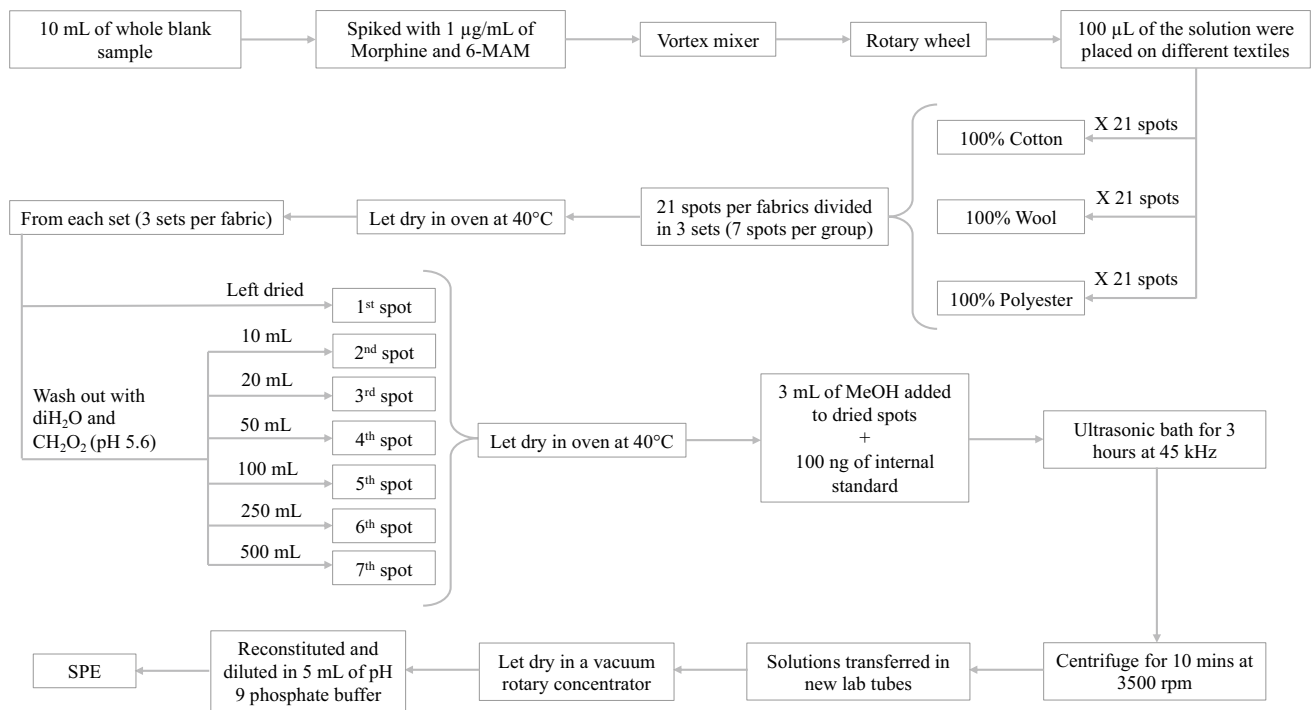 10 mL of whole blank
sample
Spiked with 1 µg/mL of
Morphine and 6-MAM
Vortex mixer
Rotary wheel
100 µL of the solution were
placed on different textiles
X 21 spots
100% Cotton
X 21 spots
100% Wool
X 21 spots
100% Polyester
21 spots per fabrics divided
in 3 sets (7 spots per group)
Let dry in oven at 40°C
From each set (3 sets per fabric)
Left dried
1st spot
Wash out with
diH₂O and
CH₂O₂ (pH 5.6)
10 mL
2nd spot
20 mL
3rd spot
50 mL
4th spot
100 mL
5th spot
250 mL
6th spot
500 mL
7th spot
Let dry in oven at 40°C
3 mL of MeOH added
to dried spots
+
100 ng of internal
standard
Ultrasonic bath for 3
hours at 45 kHz
Centrifuge for 10 mins at
3500 rpm
Solutions transferred in
new lab tubes
Let dry in a vacuum
rotary concentrator
Reconstituted and
diluted in 5 mL of pH
9 phosphate buffer
SPE